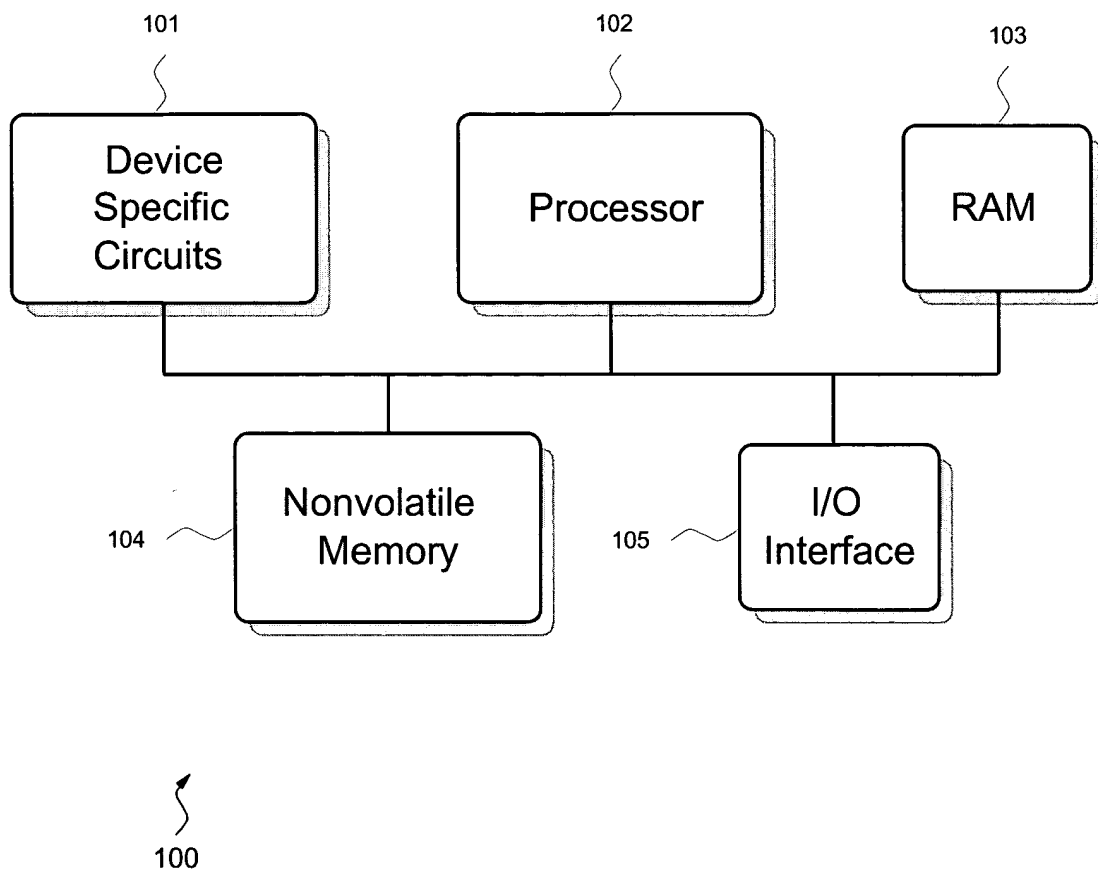 101
102
103
Device
Specific
Circuits
Processor
RAM
104
Nonvolatile
Memory
105
I/O
Interface
100